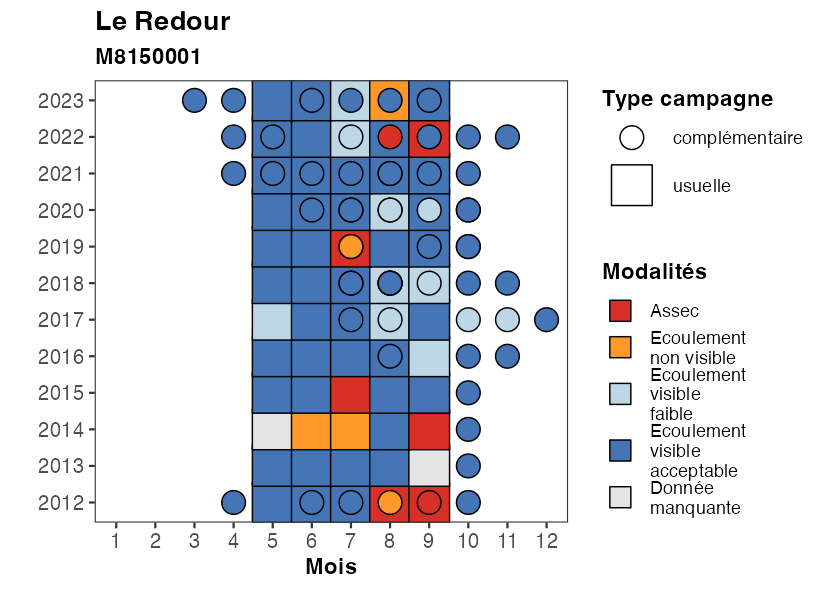 Le Redour
M8150001
2023
2022
2021
2020
2019
2018
2017
2016
2015
2014
2013
2012
1 2 3 4 5 6 7 8 9 10 11 12
Mois
Type campagne
complémentaire
usuelle
Modalités
Assec
Ecoulement
non visible
Ecoulement
visible
faible
Ecoulement
visible
acceptable
Donnée
manquante